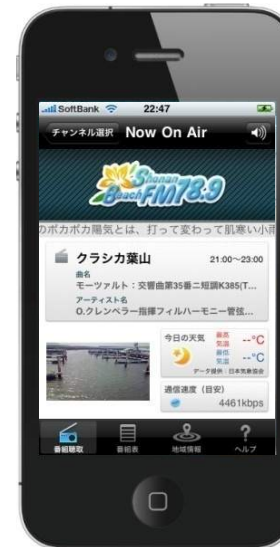 SoftBank 22:47
チャンネル選択 Now On Air
Shonan
BeachFM78.9
のポカポカ陽気とは、打って変わって肌寒い小雨
クラシカ葉山 21:00~23:00
曲名
モーツァルト：交響曲第35番ニ短調K385(T...
アーティスト名
O.クレンペラー指揮フィルハーモニー管弦...
今日の天気 最高気温 --°C
最低気温 --°C
データ提供：日本気象協会
通信速度（目安）
4461kbps
番組聴取 番組表 地域情報 ヘルプ